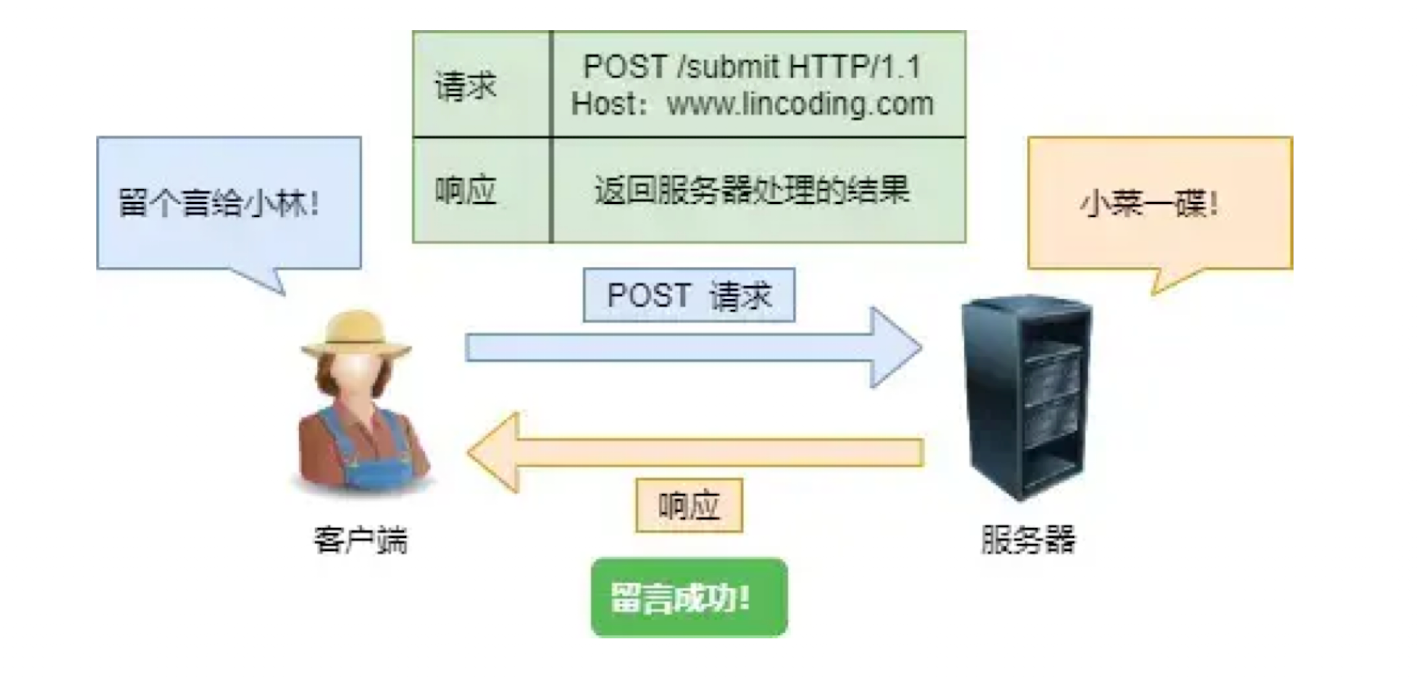 请求
POST /submit HTTP/1.1
Host：www.lincoding.com
响应
返回服务器处理的结果
留个言给小林！
小菜一碟！
POST 请求
响应
客户端
服务器
留言成功！